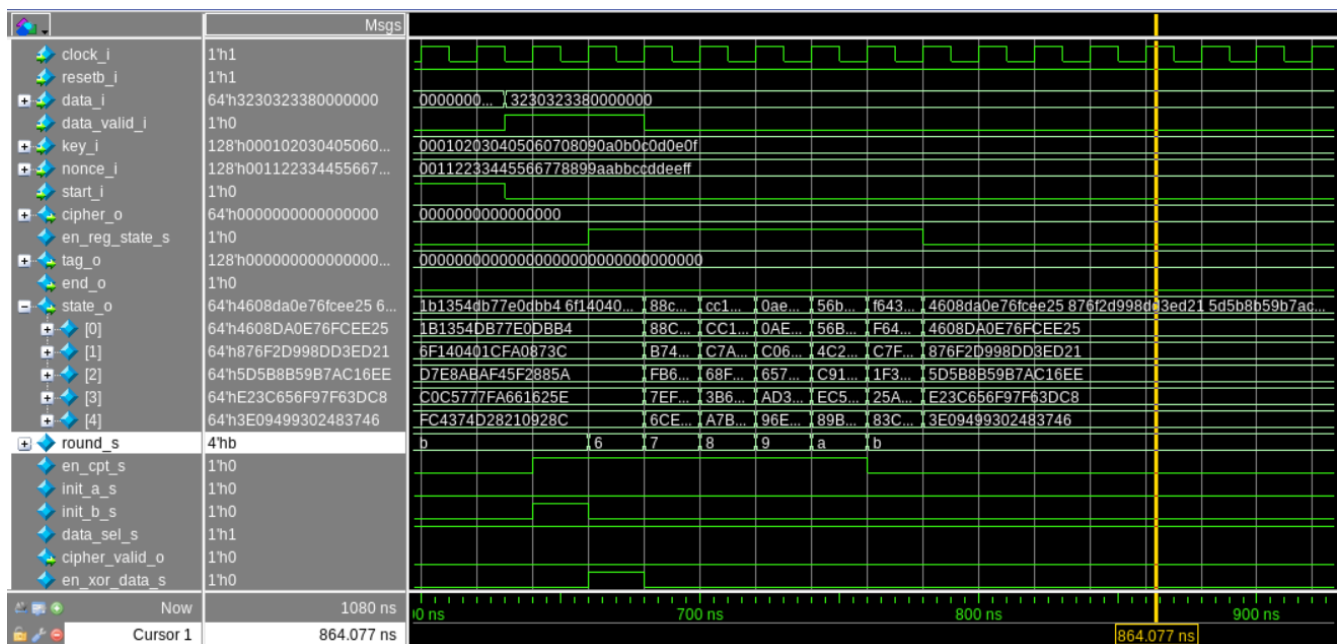 Msgs
clock_i 1'h1
resetb_i 1'h1
data_i 64'h3230323380000000 0000000... 3230323380000000
data_valid_i 1'h0
key_i 128'h000102030405060... 000102030405060708090a0b0c0d0e0f
nonce_i 128'h001122334455667... 00112233445566778899aabbccddeeff
start_i 1'h0
cipher_o 64'h0000000000000000 0000000000000000
en_reg_state_s 1'h0
tag_o 128'h000000000000000... 00000000000000000000000000000000
end_o 1'h0
state_o 64'h4608da0e76fcee25 6... 1b1354db77e0dbb4 6f14040... 88c... cc1... 0ae... 56b... f643... 4608da0e76fcee25 876f2d998dd3ed21 5d5b8b59b7ac...
[0] 64'h4608DA0E76FCEE25 1B1354DB77E0DBB4 88C... CC1... 0AE... 56B... F64... 4608DA0E76FCEE25
[1] 64'h876F2D998DD3ED21 6F140401CFA0873C B74... C7A... C06... 4C2... C7F... 876F2D998DD3ED21
[2] 64'h5D5B8B59B7AC16EE D7E8ABAF45F2885A FB6... 68F... 657... C91... 1F3... 5D5B8B59B7AC16EE
[3] 64'hE23C656F97F63DC8 C0C5777FA661625E 7EF... 3B6... AD3... EC5... 25A... E23C656F97F63DC8
[4] 64'h3E09499302483746 FC4374D28210928C 6CE... A7B... 96E... 89B... 83C... 3E09499302483746
round_s 4'hb b 6 7 8 9 a b
en_cpt_s 1'h0
init_a_s 1'h0
init_b_s 1'h0
data_sel_s 1'h1
cipher_valid_o 1'h0
en_xor_data_s 1'h0
Now 1080 ns 00 ns 700 ns 800 ns 900 ns
Cursor 1 864.077 ns 864.077 ns